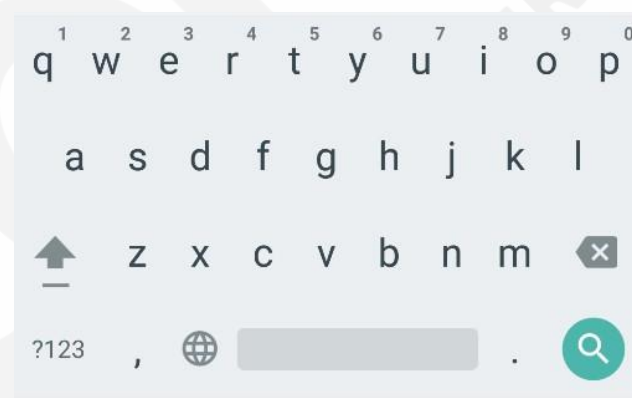 1 2 3 4 5 6 7 8 9 0
q w e r t y u i o p
a s d f g h j k l
z x c v b n m
?123 , .